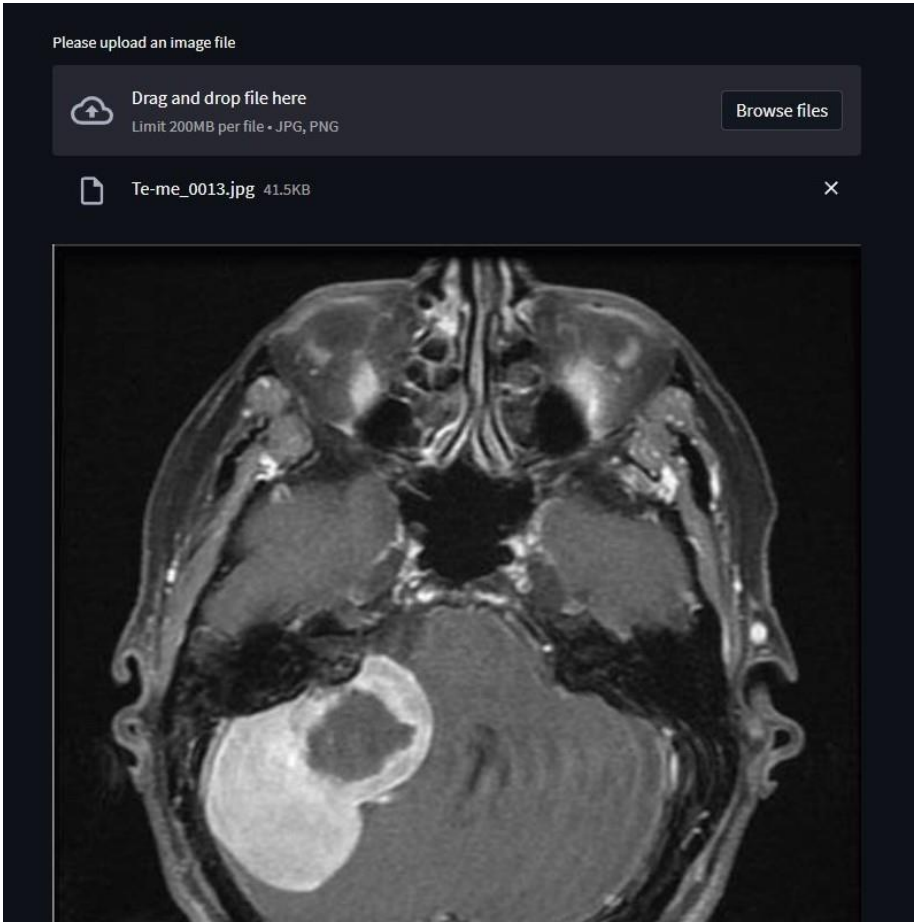 Please upload an image file
Drag and drop file here
Limit 200MB per file • JPG, PNG
Browse files
Te-me_0013.jpg 41.5KB